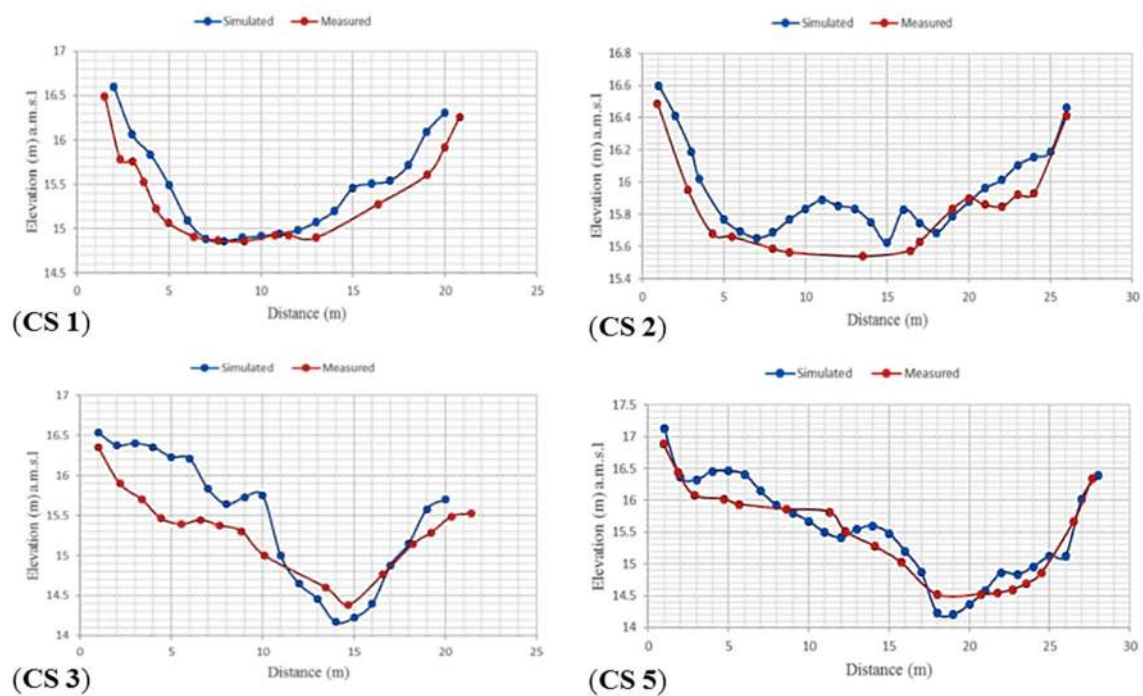 Simulated Measured
17
16.5
16
15.5
15
14.5
0 5 10 15 20 25
Elevation (m) a.m.s.l
Distance (m)
(CS 1)
Simulated Measured
16.8
16.6
16.4
16.2
16
15.8
15.6
15.4
0 5 10 15 20 25 30
Elevation (m) a.m.s.l
Distance (m)
(CS 2)
Simulated Measured
17
16.5
16
15.5
15
14.5
14
0 5 10 15 20 25
Elevation (m) a.m.s.l
Distance (m)
(CS 3)
Simulated Measured
17.5
17
16.5
16
15.5
15
14.5
14
0 5 10 15 20 25 30
Elevation (m) a.m.s.l
Distance (m)
(CS 5)